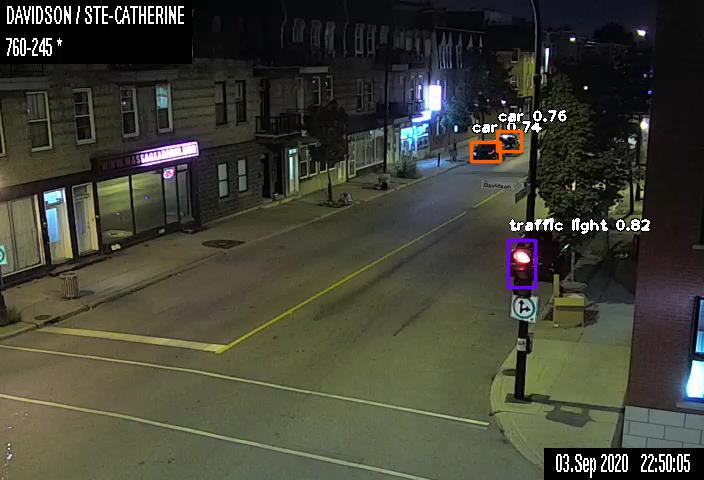 DAVIDSON / STE-CATHERINE
760-245 *
car 0.76
car 0.74
Davidson
traffic light 0.82
03.Sep 2020 22:50:05